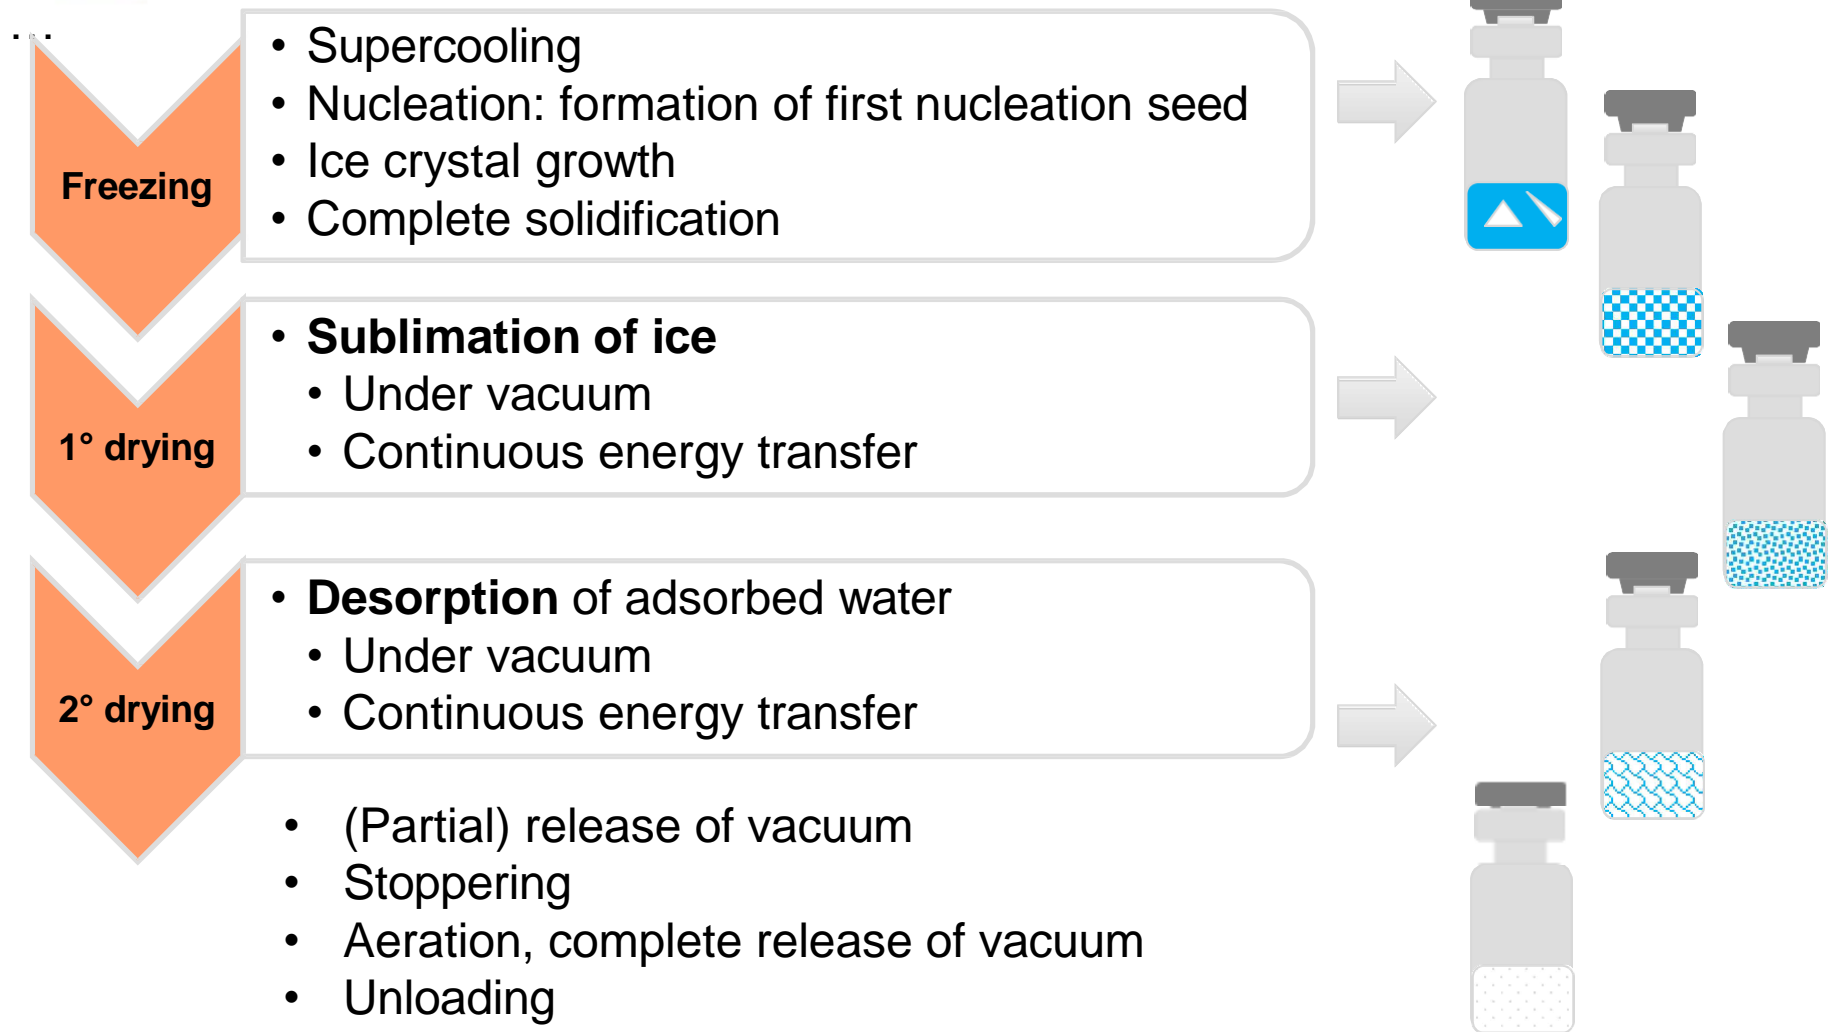 …
Freezing
• Supercooling
• Nucleation: formation of first nucleation seed
• Ice crystal growth
• Complete solidification
1° drying
• Sublimation of ice
• Under vacuum
• Continuous energy transfer
2° drying
• Desorption of adsorbed water
• Under vacuum
• Continuous energy transfer
• (Partial) release of vacuum
• Stoppering
• Aeration, complete release of vacuum
• Unloading